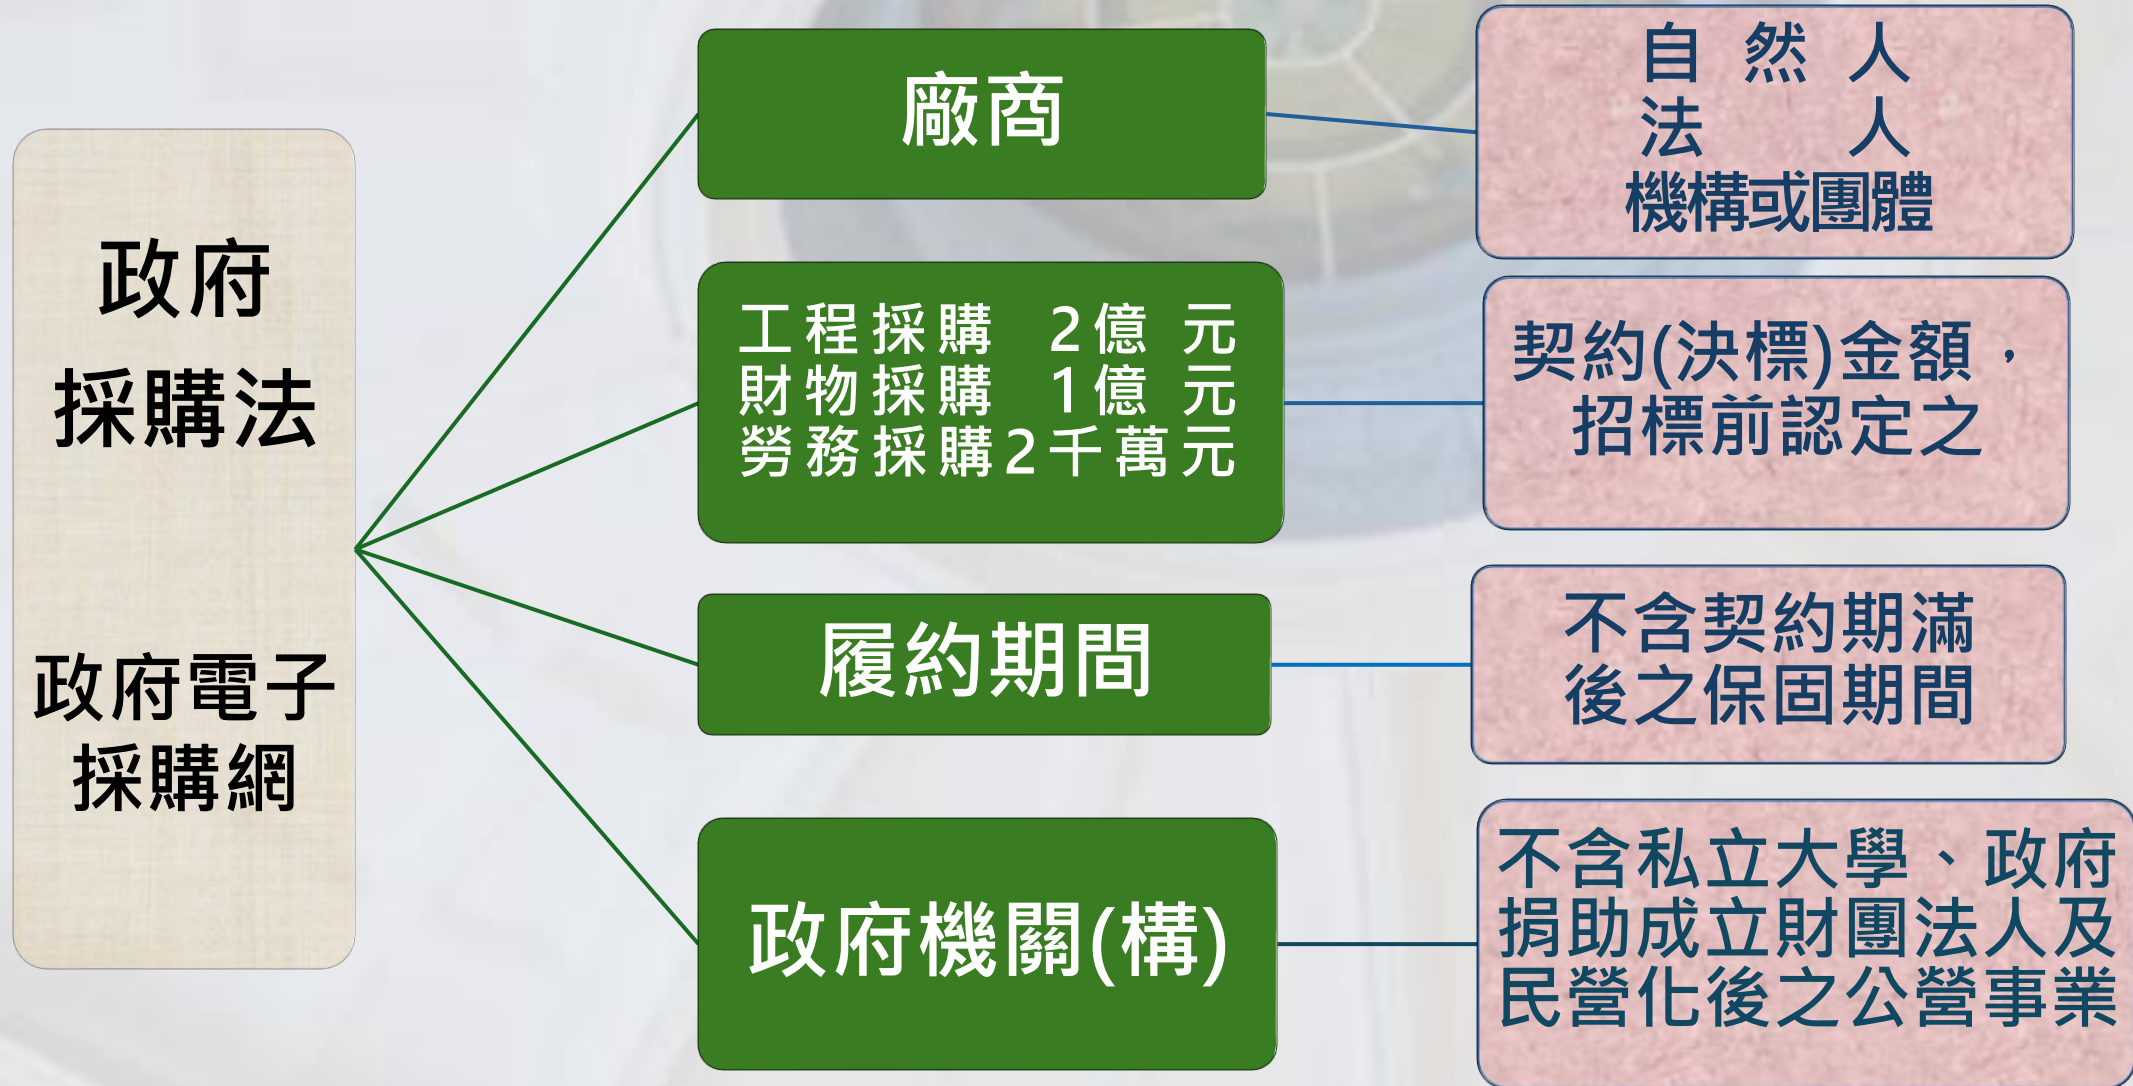 政府
採購法
政府電子
採購網
廠商
自然人
法人
機構或團體
工程採購 2億元
財物採購 1億元
勞務採購2千萬元
契約(決標)金額，
招標前認定之
履約期間
不含契約期滿
後之保固期間
政府機關(構)
不含私立大學、政府
捐助成立財團法人及
民營化後之公營事業